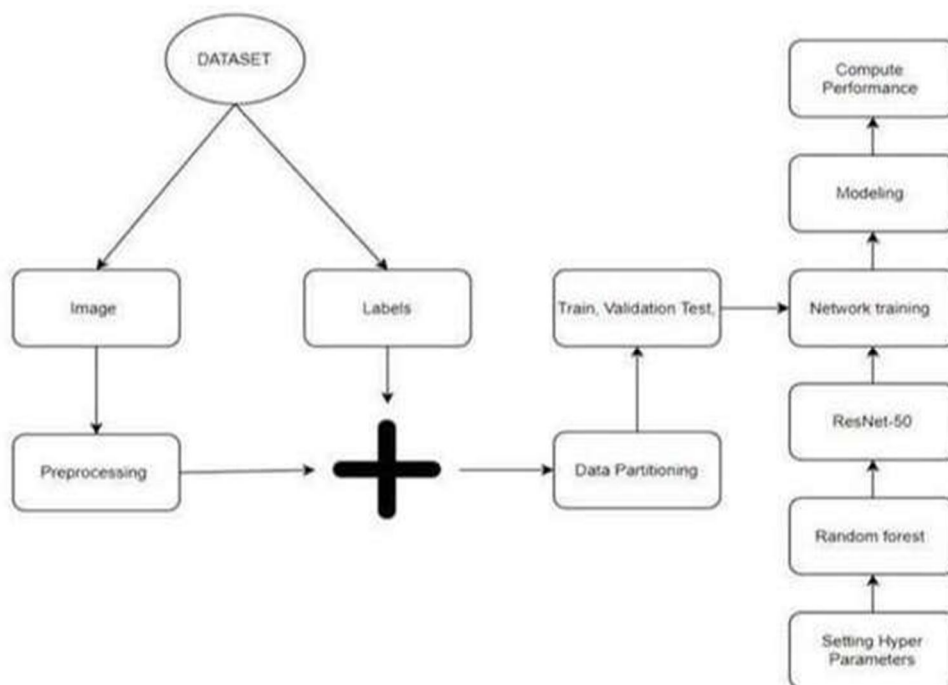 DATASET
Compute
Performance
Modeling
Image
Labels
Train, Validation Test,
Network training
ResNet-50
Preprocessing
Data Partitioning
Random forest
Setting Hyper
Parameters